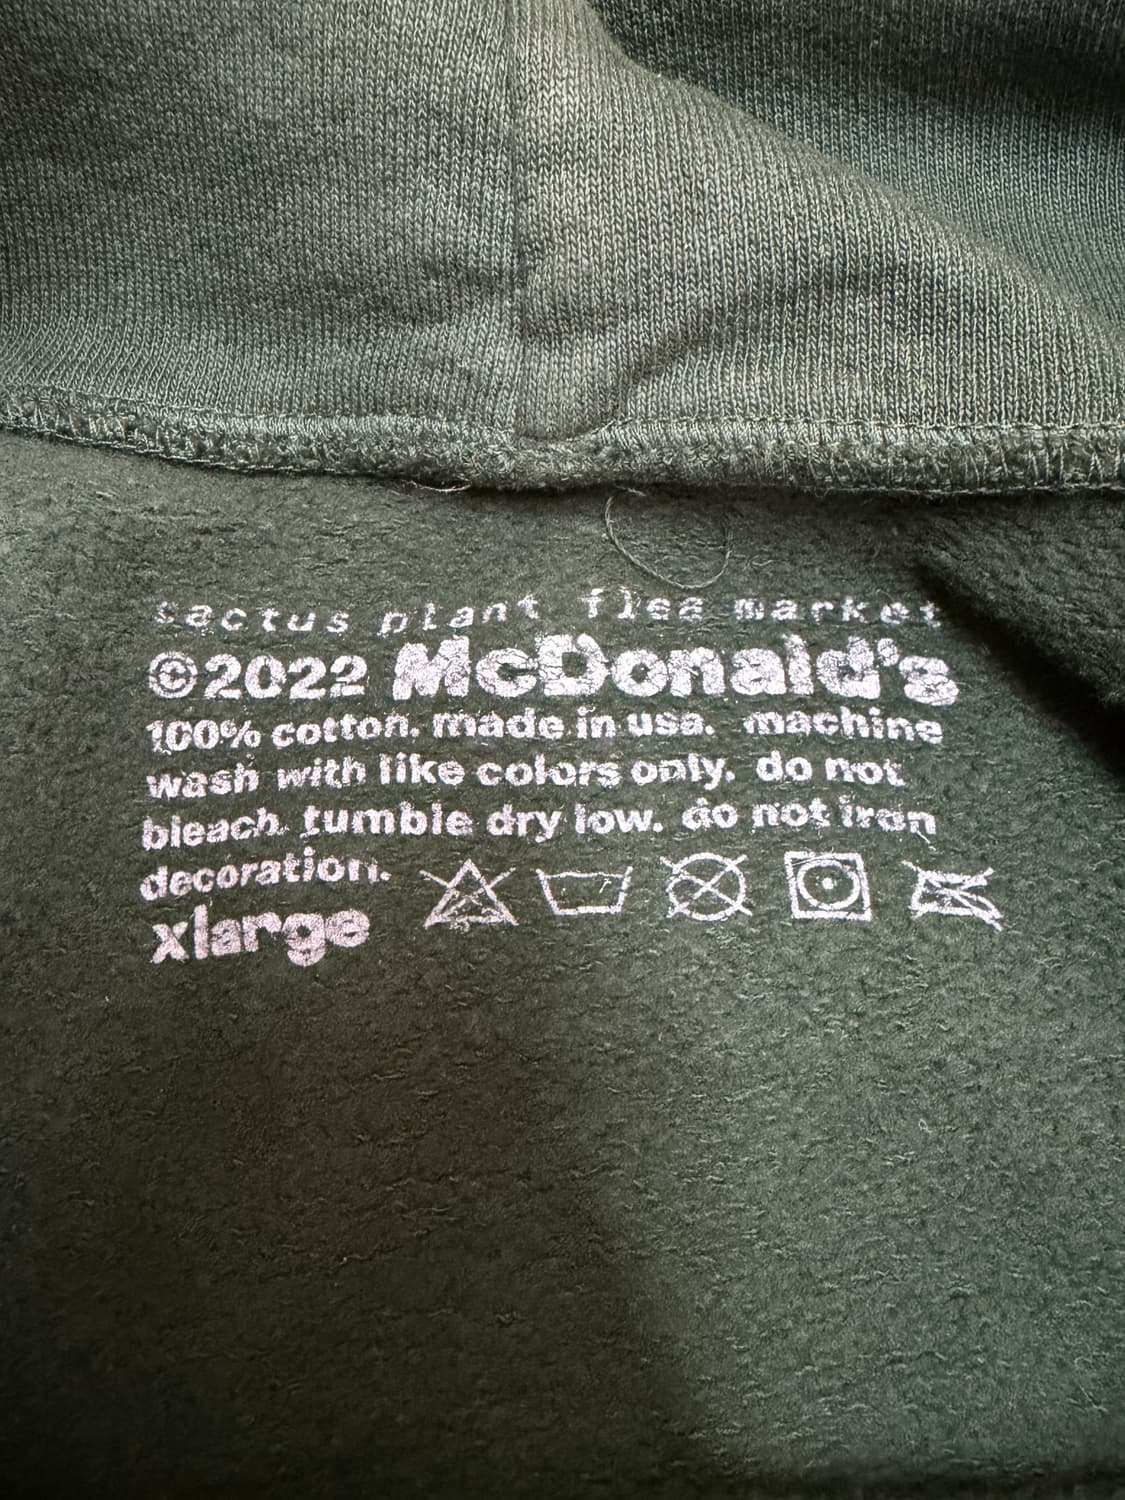 cactus plant flea market
©2022 McDonald's
100% cotton. made in usa. machine
wash with like colors only. do not
bleach. tumble dry low. do not iron
decoration.
xlarge